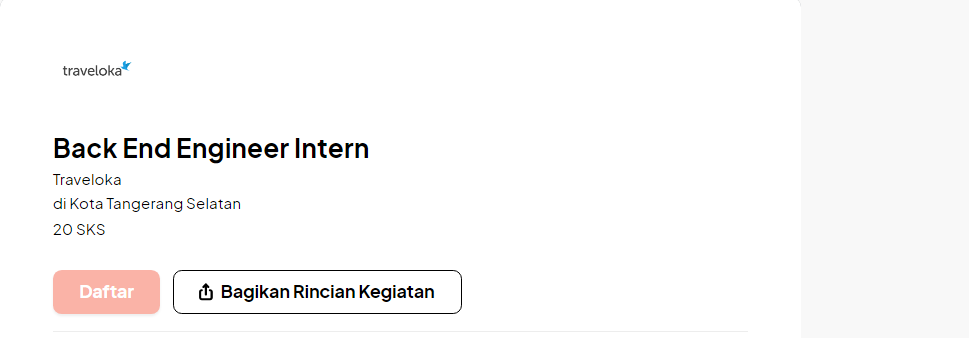 traveloka
Back End Engineer Intern
Traveloka
di Kota Tangerang Selatan
20 SKS
Daftar
Bagikan Rincian Kegiatan